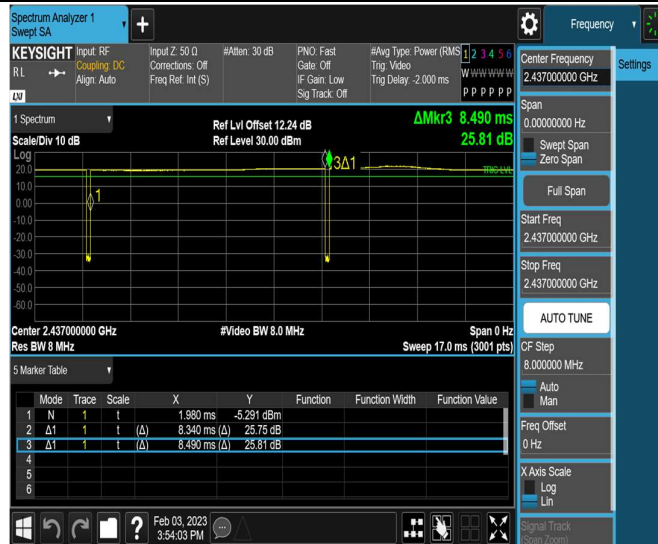 Spectrum Analyzer 1
Swept SA
Frequency
KEYSIGHT
RL
LXI
Input: RF
Coupling: DC
Align: Auto
Input Z: 50 Ω
Corrections: Off
Freq Ref: Int (S)
#Atten: 30 dB
PNO: Fast
Gate: Off
IF Gain: Low
Sig Track: Off
#Avg Type: Power (RMS
Trig: Video
Trig Delay: -2.000 ms
1 2 3 4 5 6
W W W W W W
P P P P P P
Center Frequency
2.437000000 GHz
Settings
Span
0.00000000 Hz
Swept Span
Zero Span
Full Span
Start Freq
2.437000000 GHz
Stop Freq
2.437000000 GHz
AUTO TUNE
CF Step
8.000000 MHz
Auto
Man
Freq Offset
0 Hz
X Axis Scale
Log
Lin
Signal Track
(Span Zoom)
1 Spectrum
Scale/Div 10 dB
Ref Lvl Offset 12.24 dB
Ref Level 30.00 dBm
ΔMkr3 8.490 ms
25.81 dB
Log
20.0
10.0
0.00
-10.0
-20.0
-30.0
-40.0
-50.0
-60.0
1
3Δ1
TRIG LVL
Center 2.437000000 GHz
Res BW 8 MHz
#Video BW 8.0 MHz
Span 0 Hz
Sweep 17.0 ms (3001 pts)
5 Marker Table
Mode Trace Scale X Y Function Function Width Function Value
1 N 1 t 1.980 ms -5.291 dBm
2 Δ1 1 t (Δ) 8.340 ms (Δ) 25.75 dB
3 Δ1 1 t (Δ) 8.490 ms (Δ) 25.81 dB
4
5
6
?
Feb 03, 2023
3:54:03 PM